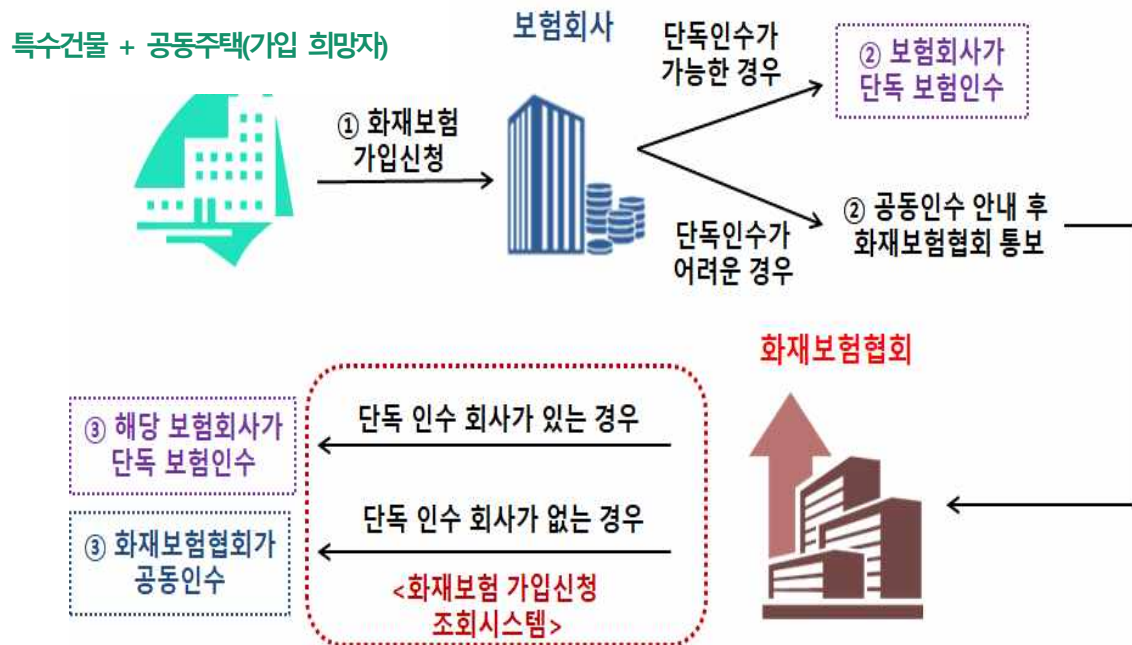 특수건물 + 공동주택(가입 희망자)
보험회사
단독인수가
가능한 경우
② 보험회사가
단독 보험인수
① 화재보험
가입신청
단독인수가
어려운 경우
② 공동인수 안내 후
화재보험협회 통보
화재보험협회
단독 인수 회사가 있는 경우
③ 해당 보험회사가
단독 보험인수
단독 인수 회사가 없는 경우
③ 화재보험협회가
공동인수
<화재보험 가입신청
조회시스템>